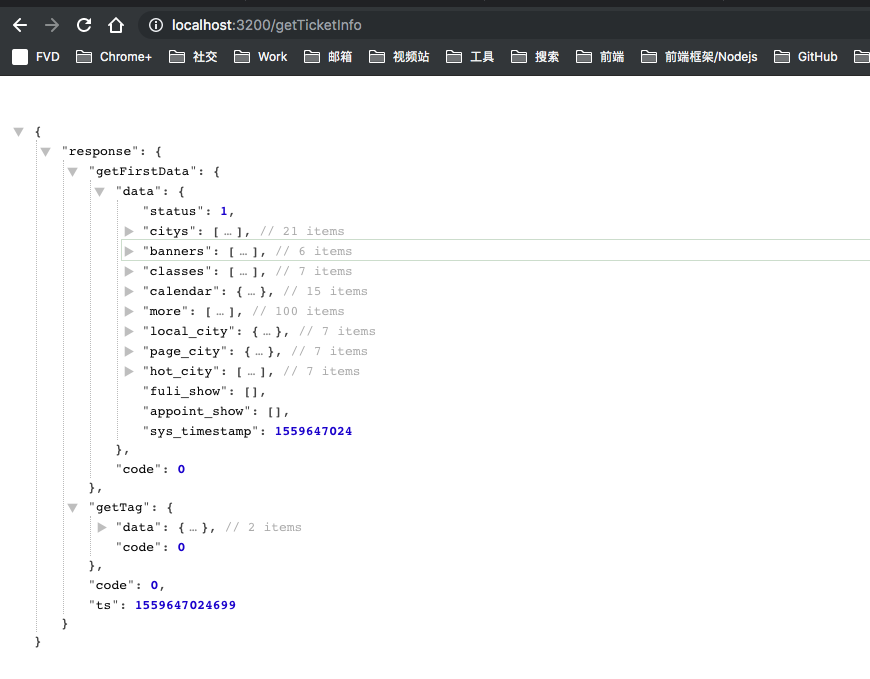 localhost:3200/getTicketInfo
FVD Chrome+ 社交 Work 邮箱 视频站 工具 搜索 前端 前端框架/Nodejs GitHub
{
"response": {
"getFirstData": {
"data": {
"status": 1,
"citys": [ … ], // 21 items
"banners": [ … ], // 6 items
"classes": [ … ], // 7 items
"calendar": { … }, // 15 items
"more": [ … ], // 100 items
"local_city": { … }, // 7 items
"page_city": { … }, // 7 items
"hot_city": [ … ], // 7 items
"fuli_show": [],
"appoint_show": [],
"sys_timestamp": 1559647024
},
"code": 0
},
"getTag": {
"data": { … }, // 2 items
"code": 0
},
"code": 0,
"ts": 1559647024699
}
}